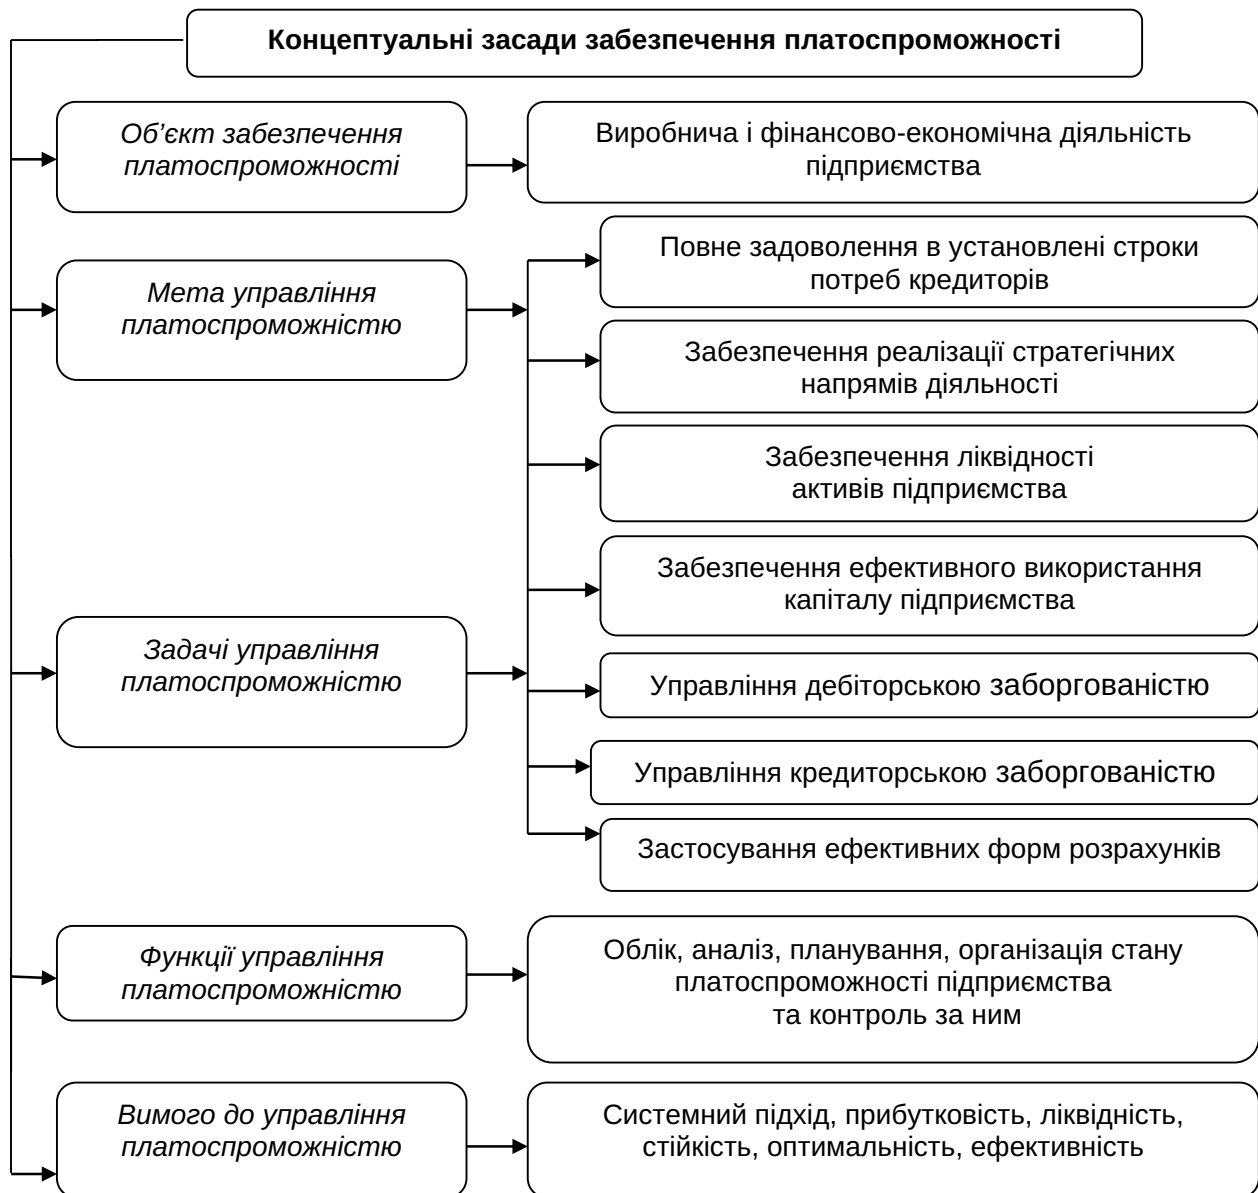 Концептуальні засади забезпечення платоспроможності
Об’єкт забезпечення
платоспроможності
Виробнича і фінансово-економічна діяльність
підприємства
Мета управління
платоспроможністю
Повне задоволення в установлені строки
потреб кредиторів
Забезпечення реалізації стратегічних
напрямів діяльності
Забезпечення ліквідності
активів підприємства
Забезпечення ефективного використання
капіталу підприємства
Задачі управління
платоспроможністю
Управління дебіторською заборгованістю
Управління кредиторською заборгованістю
Застосування ефективних форм розрахунків
Функції управління
платоспроможністю
Облік, аналіз, планування, організація стану
платоспроможності підприємства
та контроль за ним
Вимого до управління
платоспроможністю
Системний підхід, прибутковість, ліквідність,
стійкість, оптимальність, ефективність